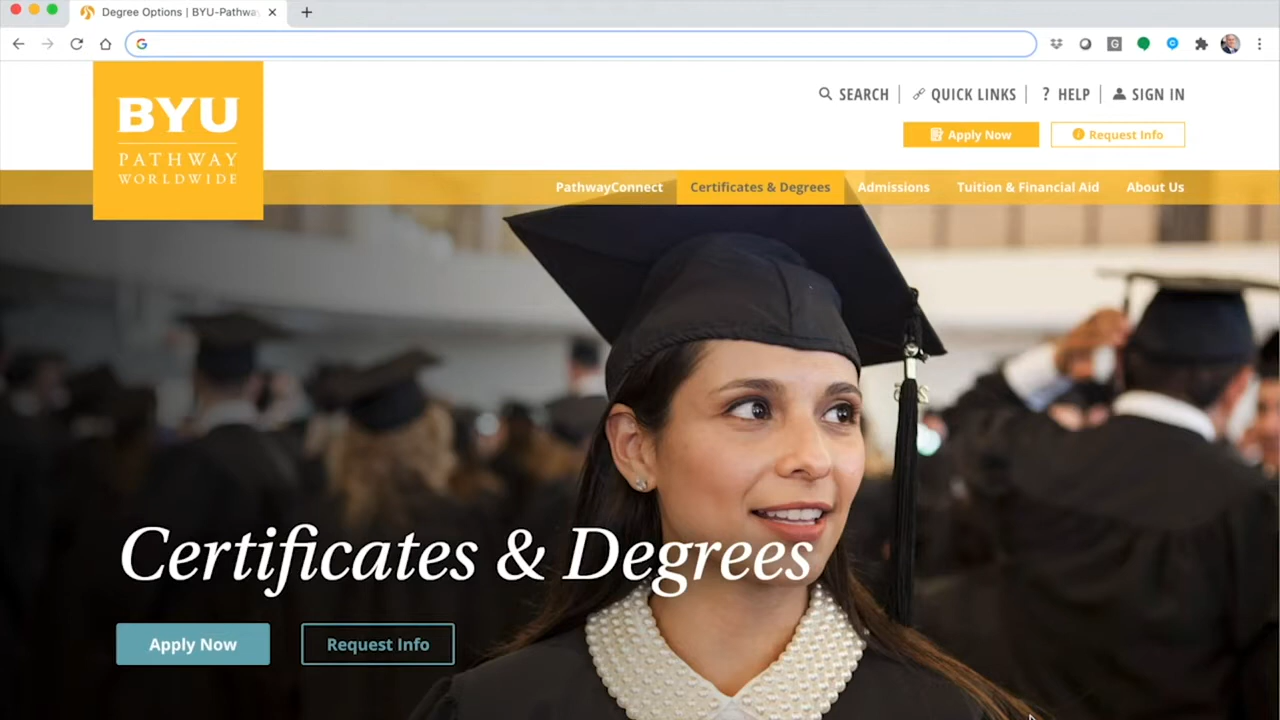 Degree Options | BYU-Pathwa
BYU
PATHWAY
WORLDWIDE
SEARCH
QUICK LINKS
? HELP
SIGN IN
Apply Now
Request Info
PathwayConnect
Certificates & Degrees
Admissions
Tuition & Financial Aid
About Us
Certificates & Degrees
Apply Now
Request Info